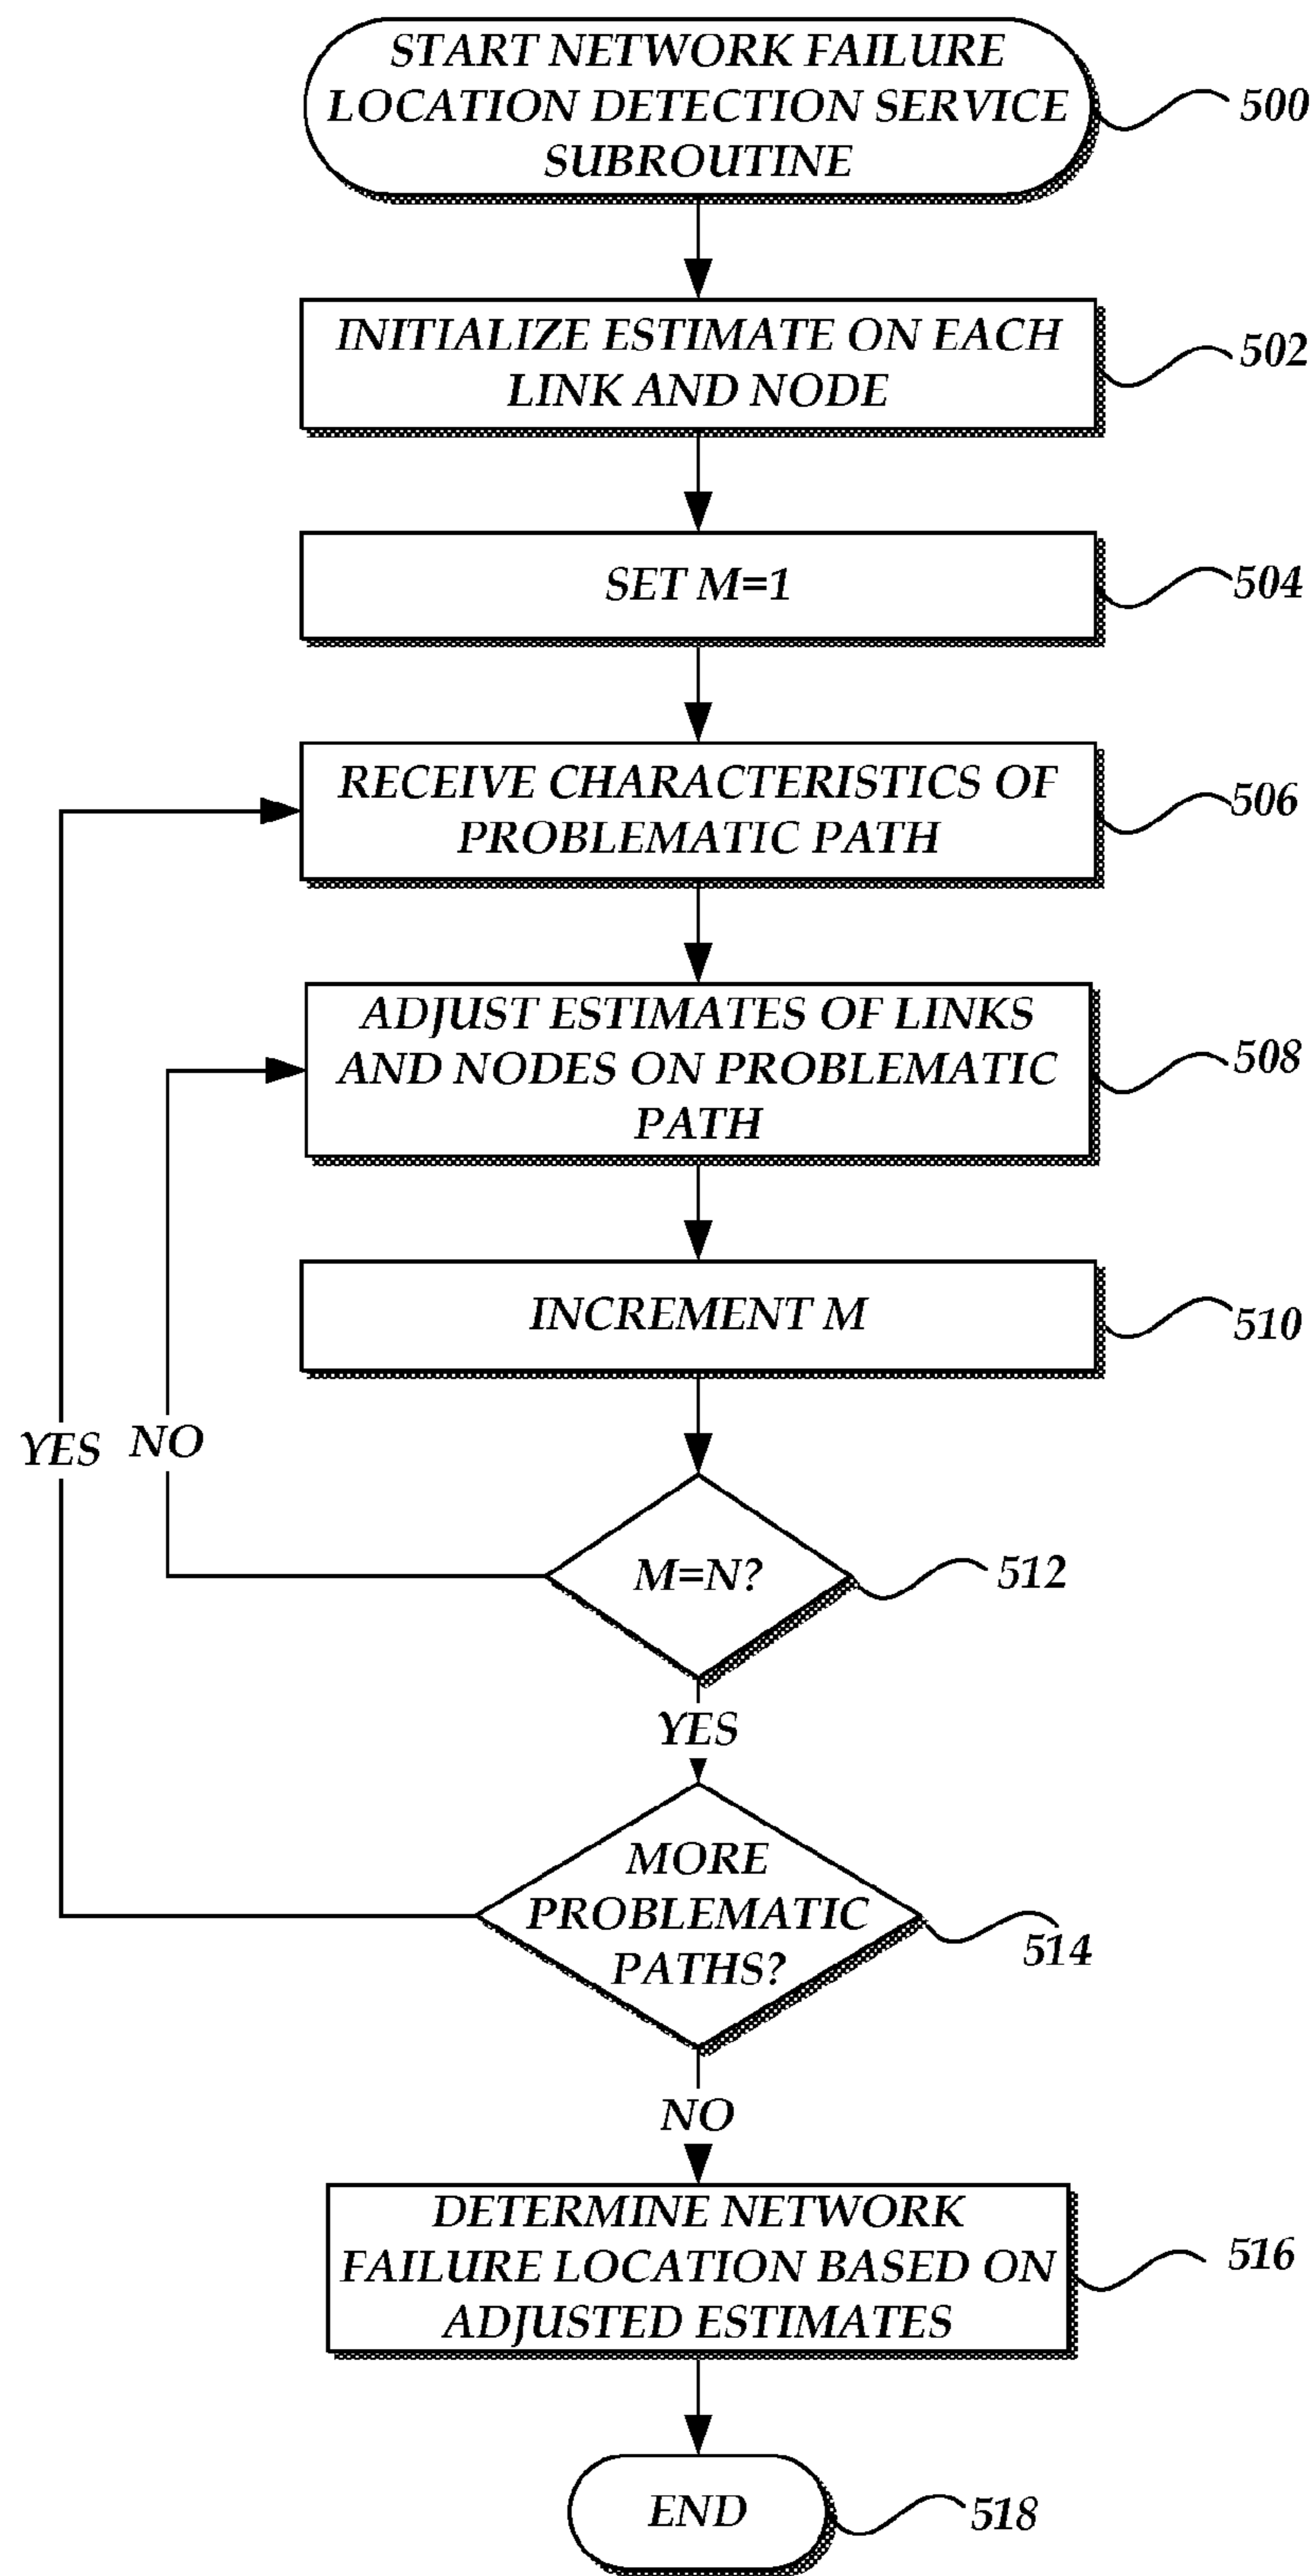 START NETWORK FAILURE
LOCATION DETECTION SERVICE
SUBROUTINE
500
INITIALIZE ESTIMATE ON EACH
LINK AND NODE
502
SET M=1
504
RECEIVE CHARACTERISTICS OF
PROBLEMATIC PATH
506
ADJUST ESTIMATES OF LINKS
AND NODES ON PROBLEMATIC
PATH
508
INCREMENT M
510
YES
NO
M=N?
512
YES
MORE
PROBLEMATIC
PATHS?
514
NO
DETERMINE NETWORK
FAILURE LOCATION BASED ON
ADJUSTED ESTIMATES
516
END
518